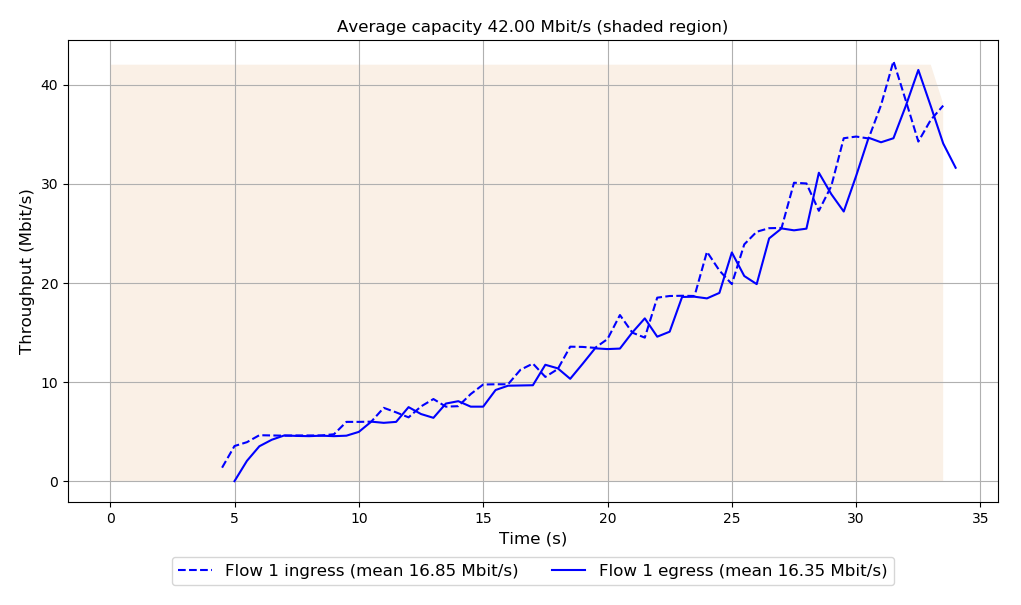 Average capacity 42.00 Mbit/s (shaded region)
Throughput (Mbit/s)
40
30
20
10
0
0 5 10 15 20 25 30 35
Time (s)
Flow 1 ingress (mean 16.85 Mbit/s) Flow 1 egress (mean 16.35 Mbit/s)